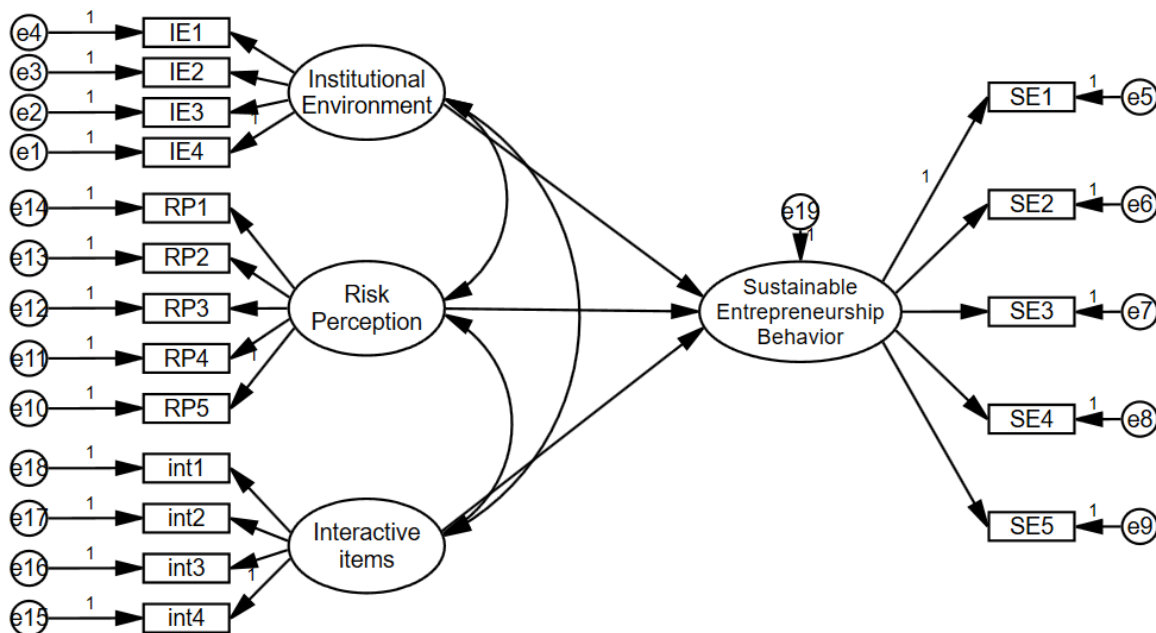 e4 1 IE1
e3 1 IE2
e2 1 IE3
e1 1 IE4
1
Institutional
Environment
e14 1 RP1
e13 1 RP2
e12 1 RP3
e11 1 RP4
e10 1 RP5
1
Risk
Perception
e18 1 int1
e17 1 int2
e16 1 int3
e15 1 int4
1
Interactive
items
e19
1
Sustainable
Entrepreneurship
Behavior
1
SE1 1 e5
SE2 1 e6
SE3 1 e7
SE4 1 e8
SE5 1 e9